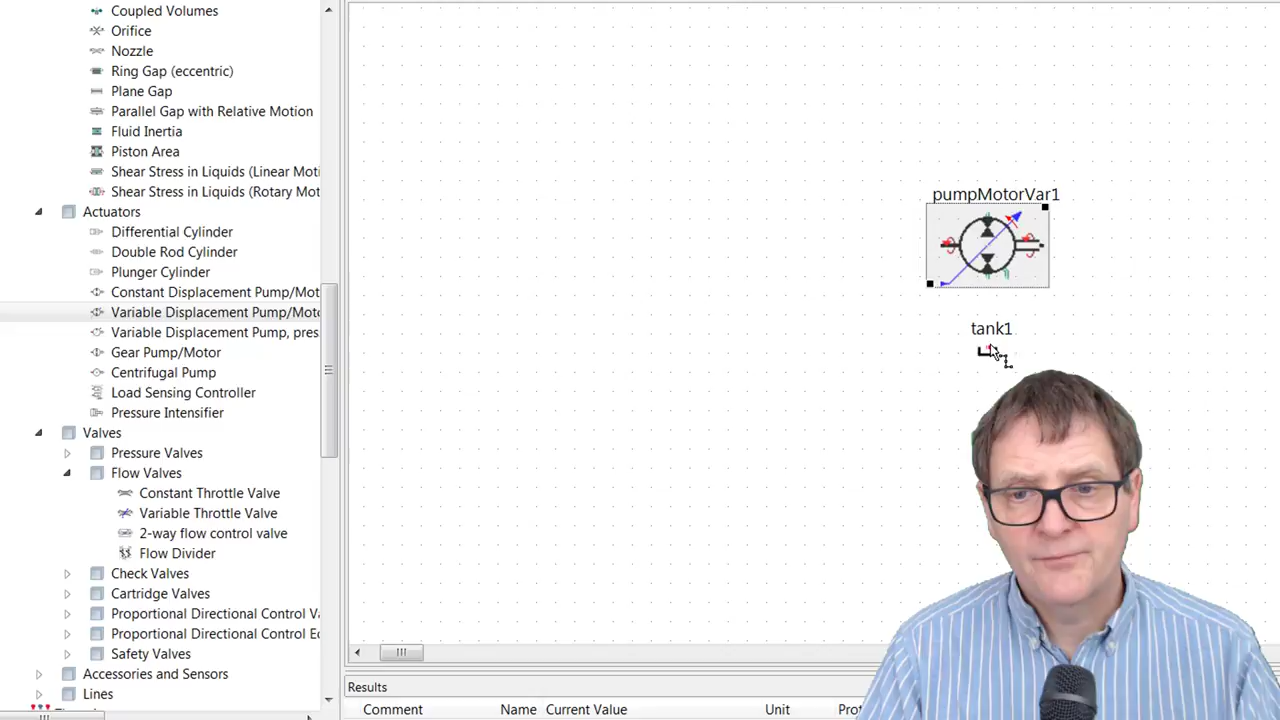 Coupled Volumes
Orifice
Nozzle
Ring Gap (eccentric)
Plane Gap
Parallel Gap with Relative Motion
Fluid Inertia
Piston Area
Shear Stress in Liquids (Linear Moti
Shear Stress in Liquids (Rotary Mot
Actuators
Differential Cylinder
Double Rod Cylinder
Plunger Cylinder
Constant Displacement Pump/Mot
Variable Displacement Pump/Moto
Variable Displacement Pump, pres
Gear Pump/Motor
Centrifugal Pump
Load Sensing Controller
Pressure Intensifier
Valves
Pressure Valves
Flow Valves
Constant Throttle Valve
Variable Throttle Valve
2-way flow control valve
Flow Divider
Check Valves
Cartridge Valves
Proportional Directional Control Va
Proportional Directional Control Ec
Safety Valves
Accessories and Sensors
Lines
pumpMotorVar1
tank1
Results
Comment Name Current Value Unit Prot